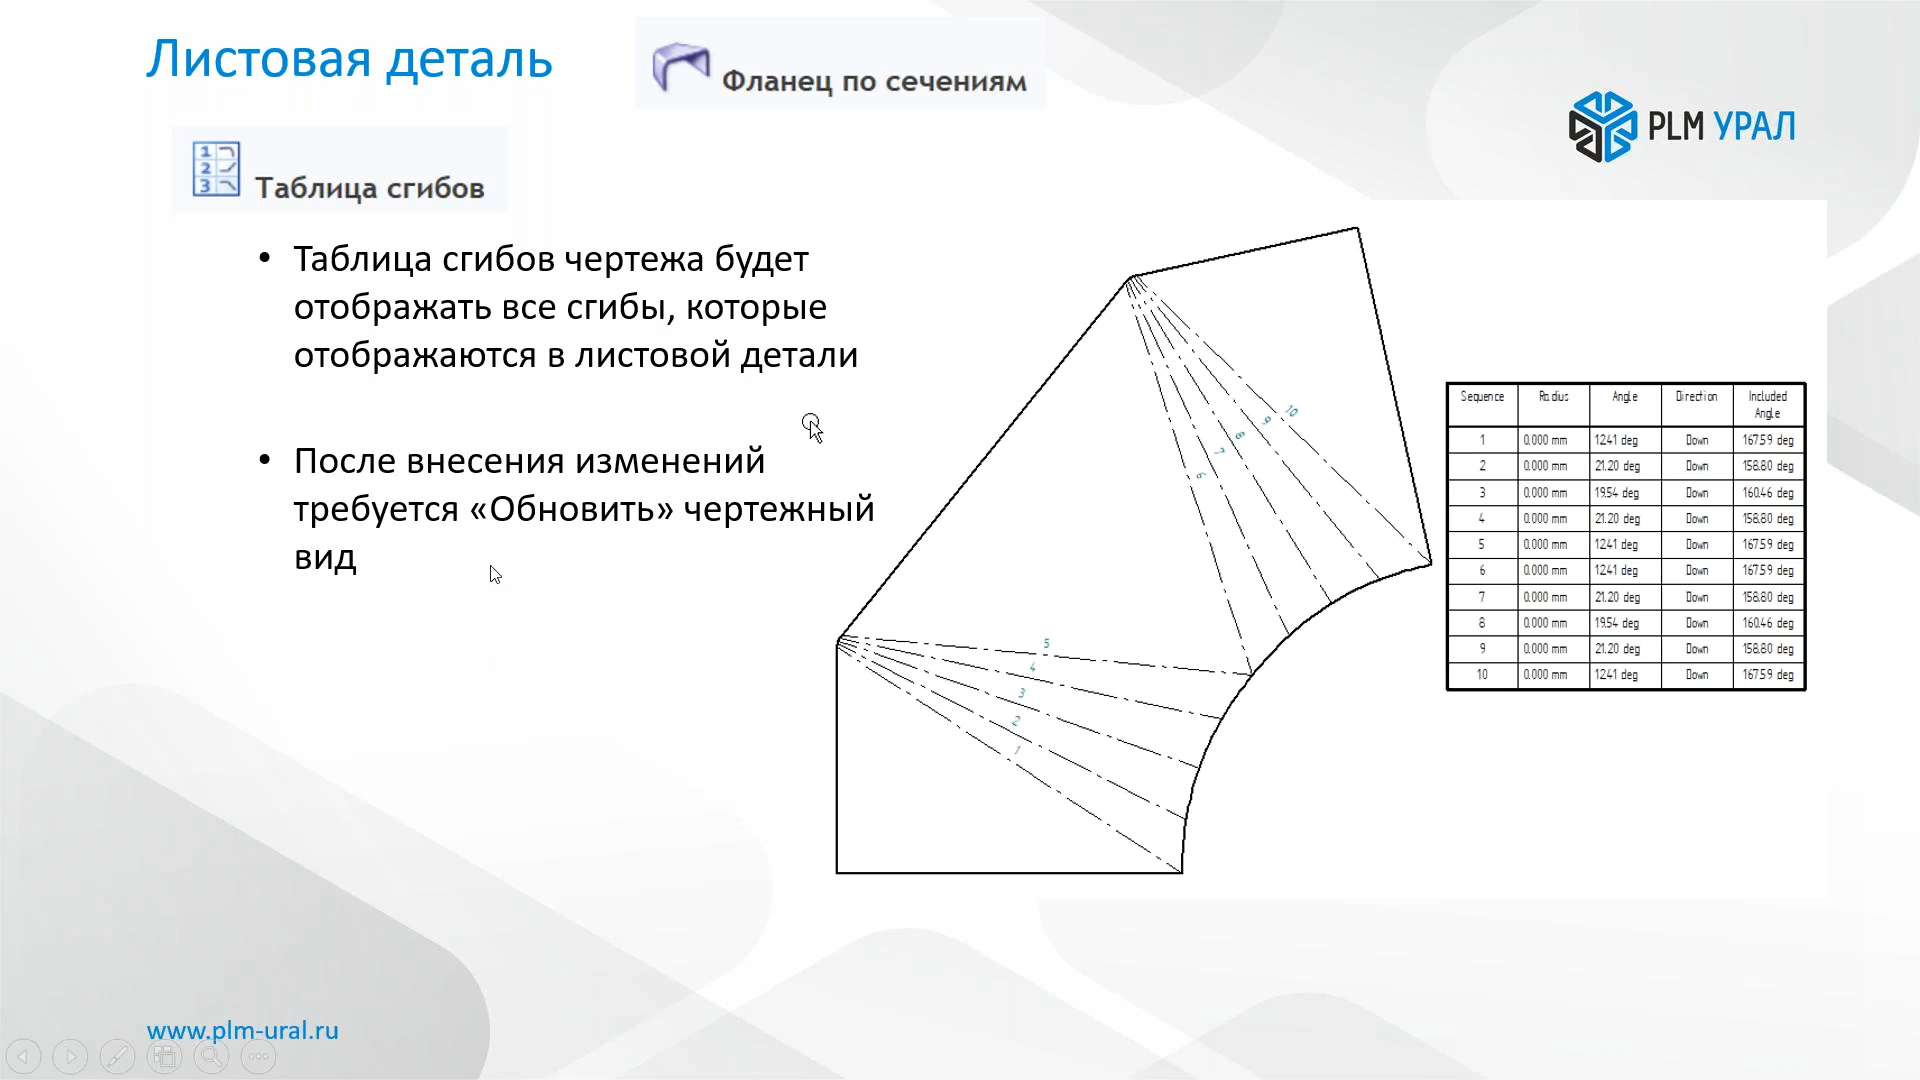 Листовая деталь
Фланец по сечениям
PLM УРАЛ
1
2
3
Таблица сгибов
• Таблица сгибов чертежа будет
отображать все сгибы, которые
отображаются в листовой детали
• После внесения изменений
требуется «Обновить» чертежный
вид
10
9
8
7
6
5
4
3
2
1
Sequence Radius Angle Direction Included Angle
1 0.000 mm 12.41 deg Down 167.59 deg
2 0.000 mm 21.20 deg Down 158.80 deg
3 0.000 mm 19.54 deg Down 160.46 deg
4 0.000 mm 21.20 deg Down 158.80 deg
5 0.000 mm 12.41 deg Down 167.59 deg
6 0.000 mm 12.41 deg Down 167.59 deg
7 0.000 mm 21.20 deg Down 158.80 deg
8 0.000 mm 19.54 deg Down 160.46 deg
9 0.000 mm 21.20 deg Down 158.80 deg
10 0.000 mm 12.41 deg Down 167.59 deg
www.plm-ural.ru